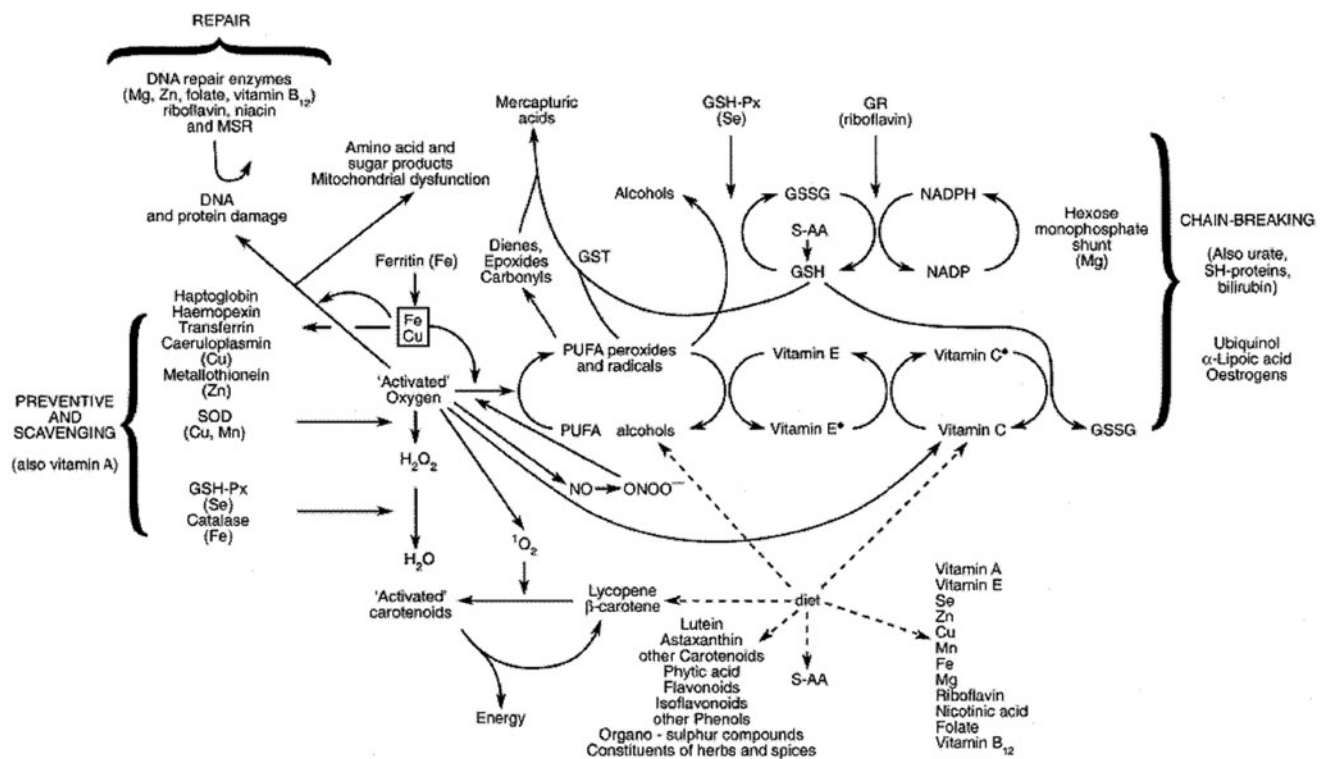 REPAIR
DNA repair enzymes
(Mg, Zn, folate, vitamin B₁₂)
riboflavin, niacin
and MSR
DNA
and protein damage
Amino acid and
sugar products
Mitochondrial dysfunction
Mercapturic
acids
GSH-Px
(Se)
GR
(riboflavin)
Alcohols
GSSG
NADPH
S-AA
GSH
NADP
Hexose
monophosphate
shunt
(Mg)
CHAIN-BREAKING
(Also urate,
SH-proteins,
bilirubin)
Ubiquinol
α-Lipoic acid
Oestrogens
Dienes,
Epoxides
Carbonyls
GST
Ferritin (Fe)
Fe
Cu
Haptoglobin
Haemopexin
Transferrin
Caeruloplasmin
(Cu)
Metallothionein
(Zn)
PREVENTIVE
AND
SCAVENGING
(also vitamin A)
SOD
(Cu, Mn)
GSH-Px
(Se)
Catalase
(Fe)
'Activated'
Oxygen
H₂O₂
H₂O
PUFA peroxides
and radicals
Vitamin E
Vitamin C•
PUFA alcohols
Vitamin E•
Vitamin C
GSSG
NO
ONOO⁻
¹O₂
'Activated'
carotenoids
Lycopene
β-carotene
diet
Energy
Lutein
Astaxanthin
other Carotenoids
Phytic acid
Flavonoids
Isoflavonoids
other Phenols
Organo - sulphur compounds
Constituents of herbs and spices
S-AA
Vitamin A
Vitamin E
Se
Zn
Cu
Mn
Fe
Mg
Riboflavin
Nicotinic acid
Folate
Vitamin B₁₂